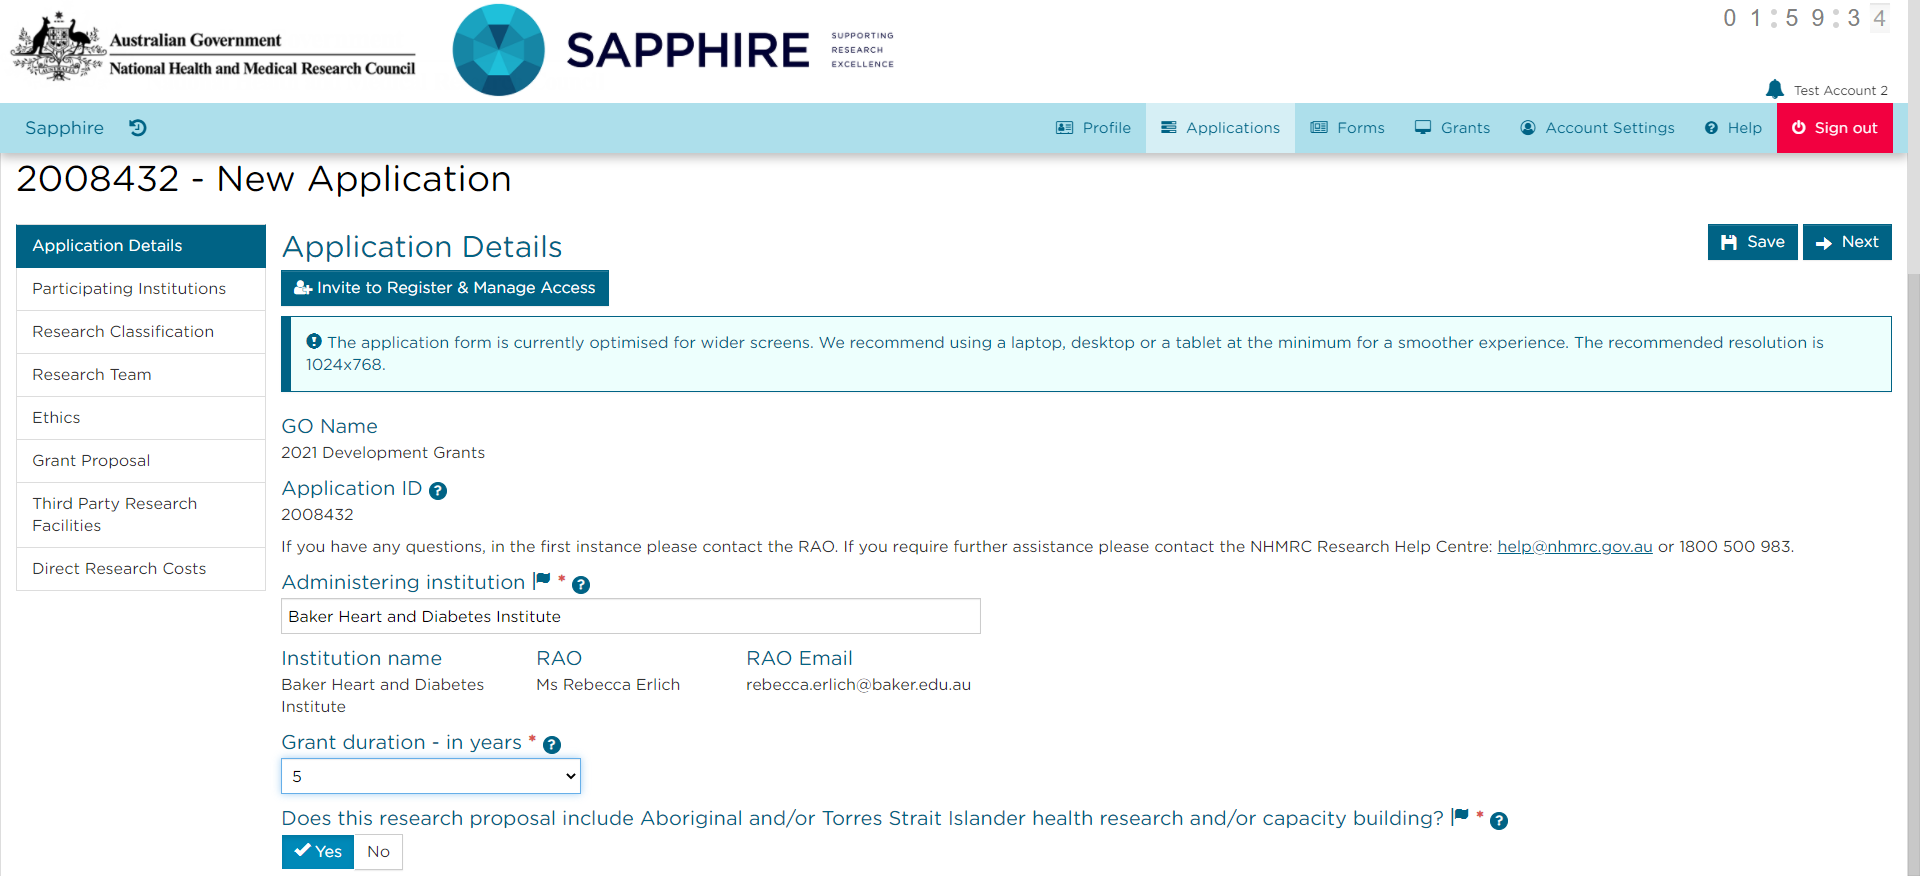 Australian Government
National Health and Medical Research Council
SAPPHIRE
SUPPORTING
RESEARCH
EXCELLENCE
01:59:34
Test Account 2
Sapphire
Profile
Applications
Forms
Grants
Account Settings
Help
Sign out
2008432 - New Application
Application Details
Participating Institutions
Research Classification
Research Team
Ethics
Grant Proposal
Third Party Research
Facilities
Direct Research Costs
Application Details
Save
Next
Invite to Register & Manage Access
The application form is currently optimised for wider screens. We recommend using a laptop, desktop or a tablet at the minimum for a smoother experience. The recommended resolution is
1024x768.
GO Name
2021 Development Grants
Application ID
2008432
If you have any questions, in the first instance please contact the RAO. If you require further assistance please contact the NHMRC Research Help Centre: help@nhmrc.gov.au or 1800 500 983.
Administering institution *
Baker Heart and Diabetes Institute
Institution name RAO RAO Email
Baker Heart and Diabetes Ms Rebecca Erlich rebecca.erlich@baker.edu.au
Institute
Grant duration - in years *
5
Does this research proposal include Aboriginal and/or Torres Strait Islander health research and/or capacity building? *
Yes No